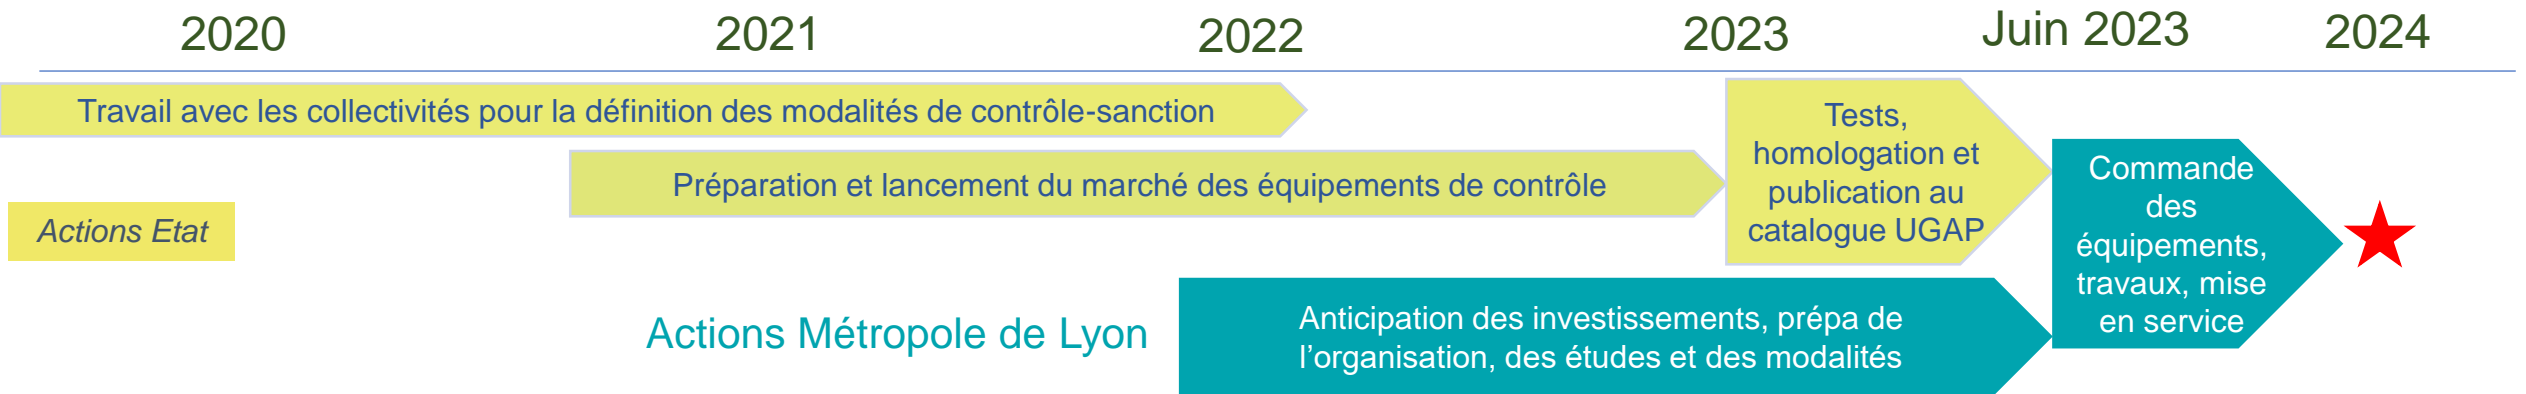 2020
2021
2022
2023
Juin 2023
2024
Travail avec les collectivités pour la définition des modalités de contrôle-sanction
Préparation et lancement du marché des équipements de contrôle
Tests,
homologation et
publication au
catalogue UGAP
Commande
des
équipements,
travaux, mise
en service
Actions Etat
Actions Métropole de Lyon
Anticipation des investissements, prépa de
l’organisation, des études et des modalités